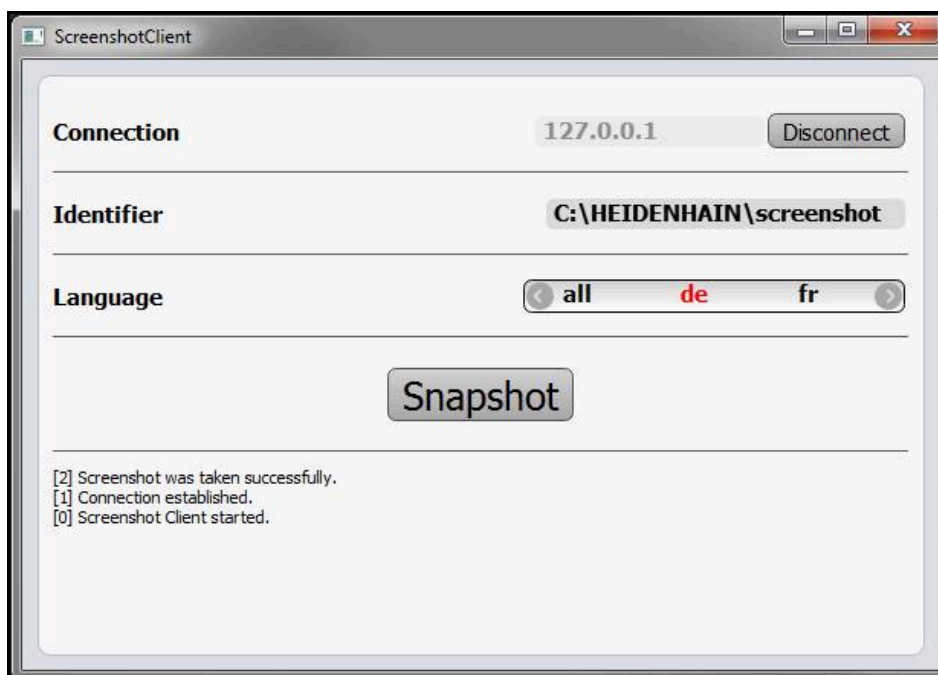 ScreenshotClient
Connection 127.0.0.1 Disconnect
Identifier C:\HEIDENHAIN\screenshot
Language all de fr
Snapshot
[2] Screenshot was taken successfully.
[1] Connection established.
[0] Screenshot Client started.